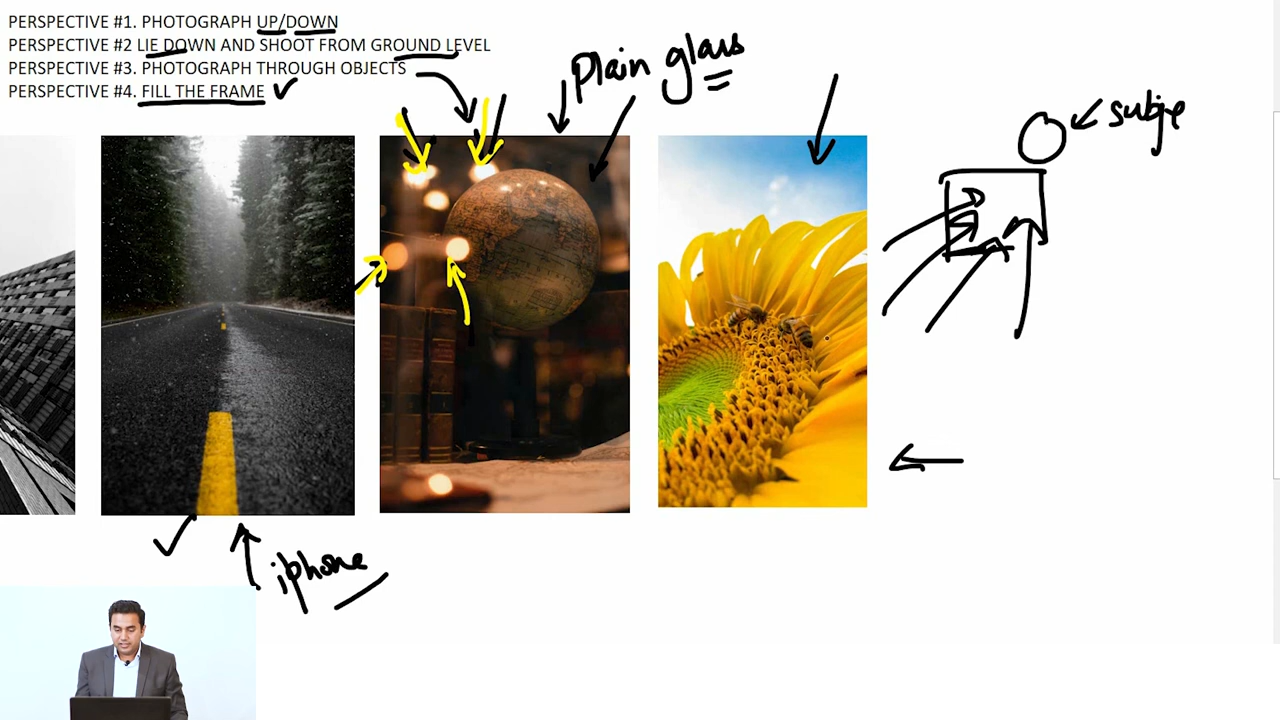 PERSPECTIVE #1. PHOTOGRAPH UP/DOWN
PERSPECTIVE #2 LIE DOWN AND SHOOT FROM GROUND LEVEL
PERSPECTIVE #3. PHOTOGRAPH THROUGH OBJECTS
PERSPECTIVE #4. FILL THE FRAME
Plain glass
subje
iphone